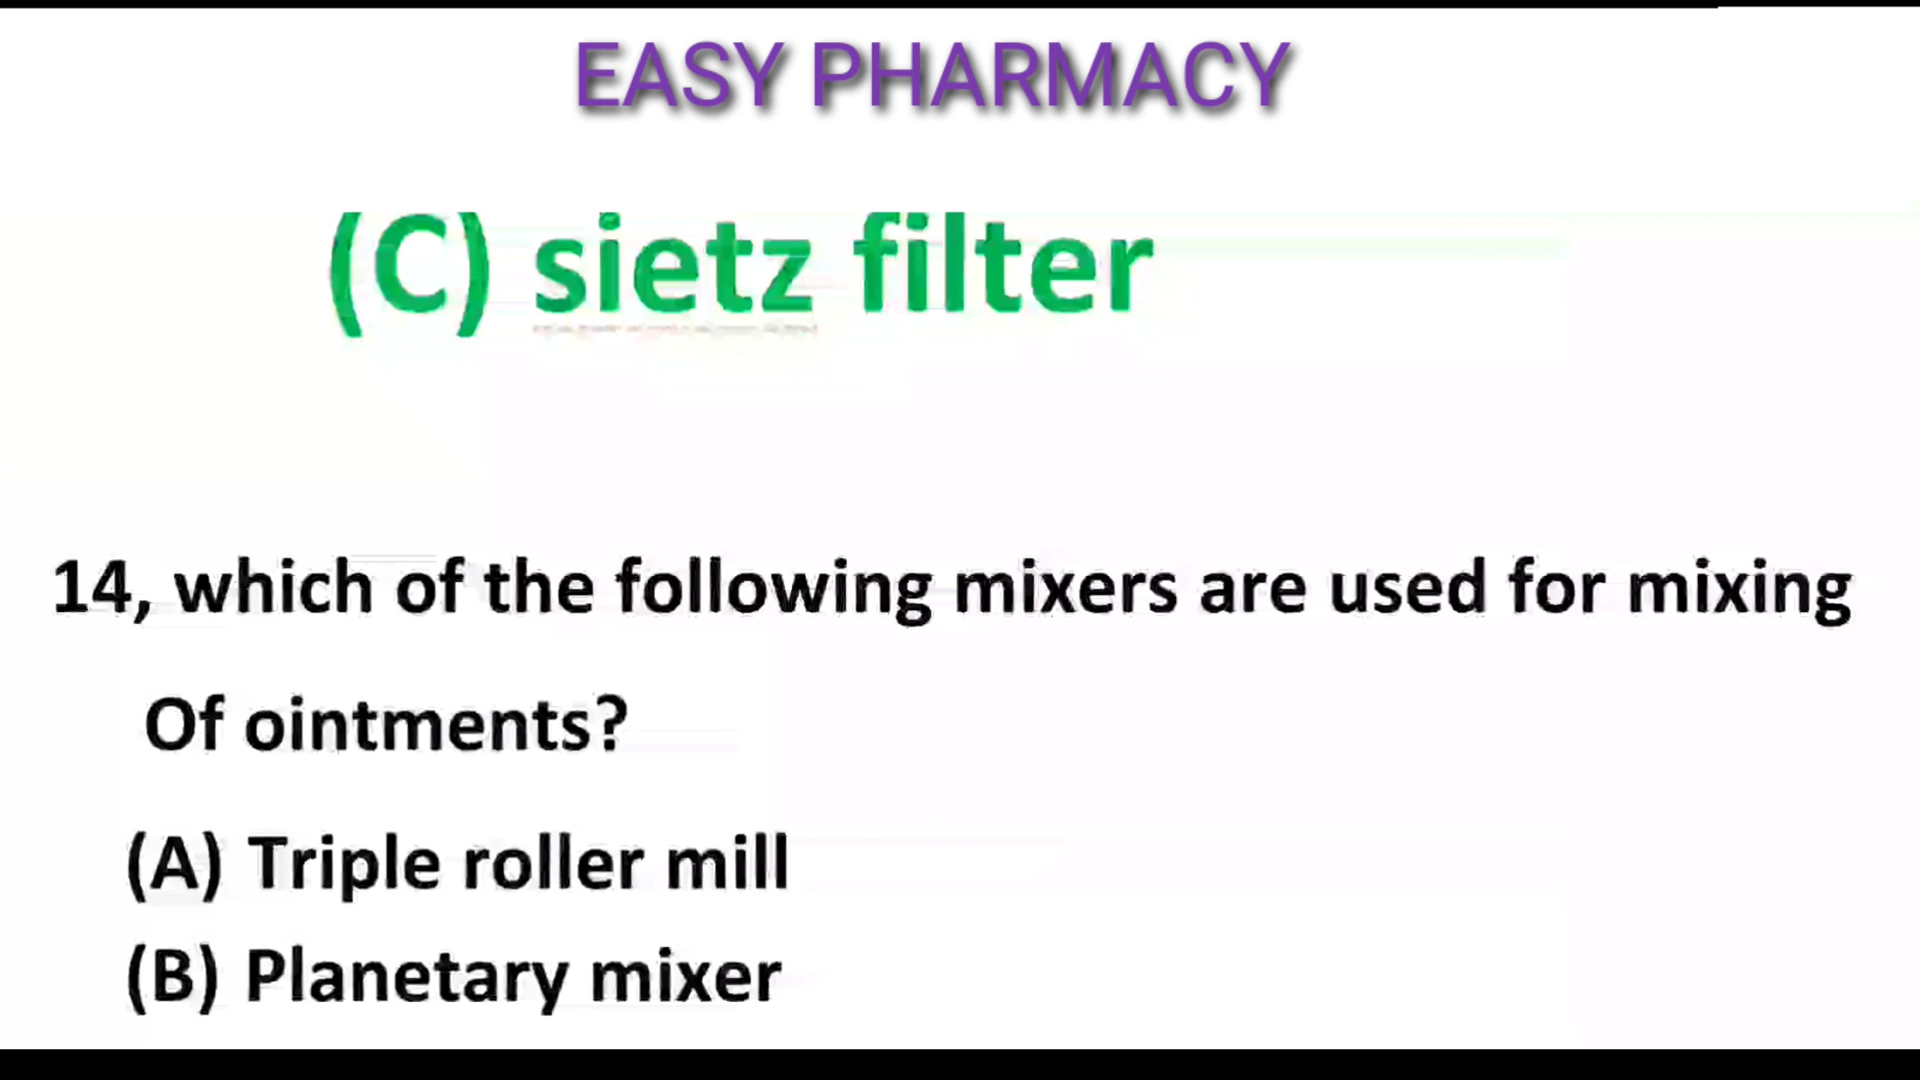 EASY PHARMACY
(C) sietz filter
14, which of the following mixers are used for mixing
Of ointments?
(A) Triple roller mill
(B) Planetary mixer